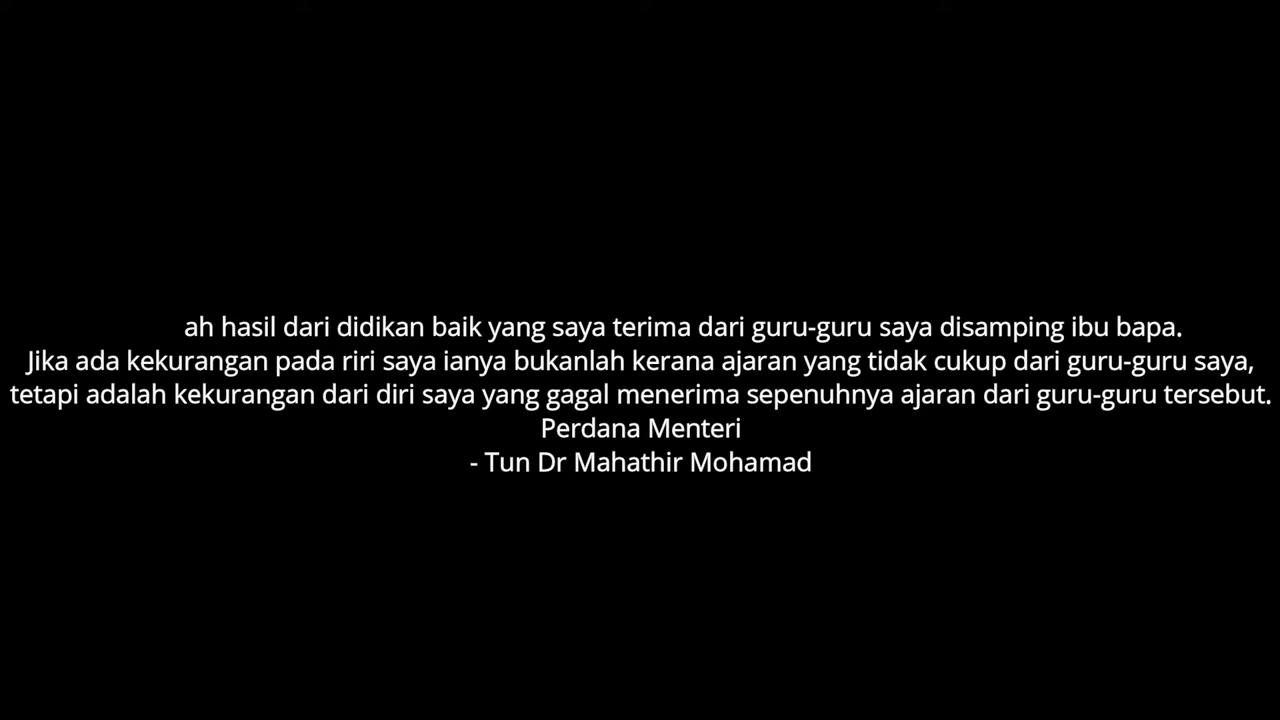 ah hasil dari didikan baik yang saya terima dari guru-guru saya disamping ibu bapa.
Jika ada kekurangan pada riri saya ianya bukanlah kerana ajaran yang tidak cukup dari guru-guru saya,
tetapi adalah kekurangan dari diri saya yang gagal menerima sepenuhnya ajaran dari guru-guru tersebut.
Perdana Menteri
- Tun Dr Mahathir Mohamad